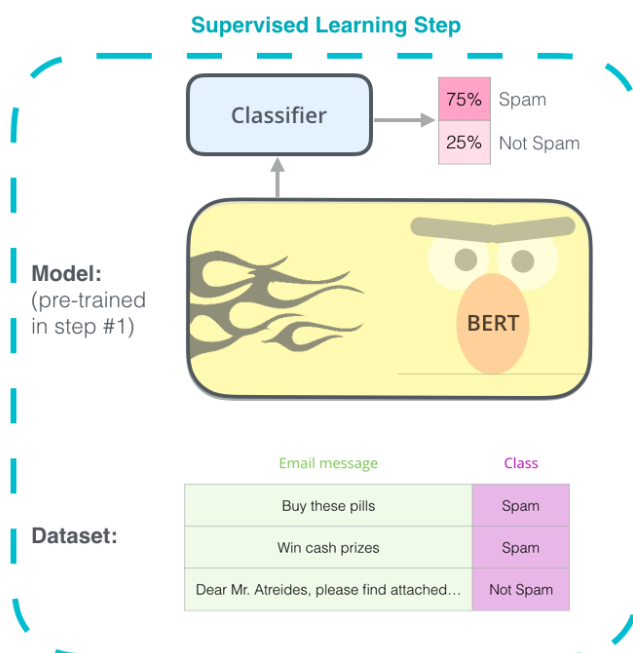 Supervised Learning Step
Classifier
75% Spam
25% Not Spam
Model:
(pre-trained
in step #1)
BERT
Email message Class
Dataset:
Buy these pills Spam
Win cash prizes Spam
Dear Mr. Atreides, please find attached… Not Spam